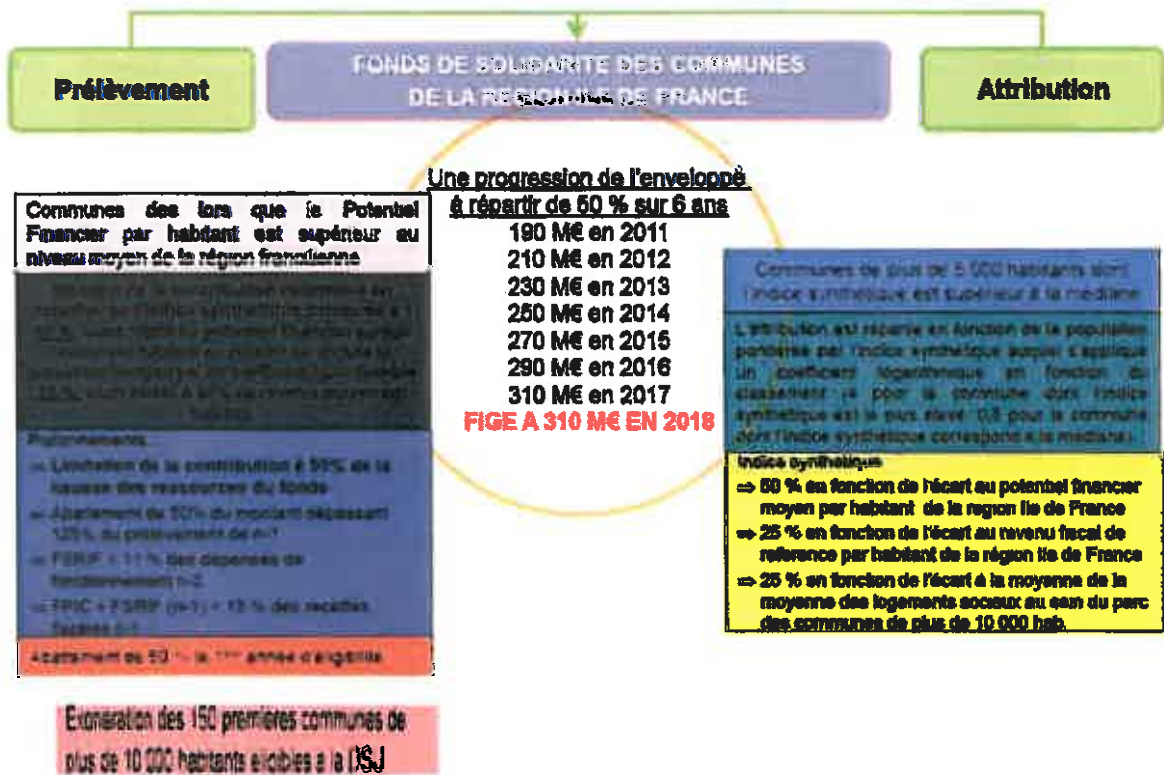 Prélèvement
FONDS DE SOLIDARITE DES COMMUNES
DE LA REGION ILE DE FRANCE
Attribution
Une progression de l'enveloppe
à répartir de 50 % sur 6 ans
190 M€ en 2011
210 M€ en 2012
230 M€ en 2013
250 M€ en 2014
270 M€ en 2015
290 M€ en 2016
310 M€ en 2017
FIGE A 310 M€ EN 2018
Communes des lors que le Potentiel
Financier par habitant est supérieur au
niveau moyen de la région francilienne
Plafonnements
⇒ Limitation de la contribution à 50% de la
hausse des ressources du fonds
⇒ Abattement de 50% du montant dépassant
125% du prélèvement de n-1
⇒ FSRIF < 11 % des dépenses de
fonctionnement n-2
⇒ FPIC + FSRIF (n-1) < 13 % des recettes
fiscales n-1
Abattement de 50 % la 1ère année d'éligibilité
Exonération des 150 premières communes de
plus de 10 000 habitants eligibles a la DSU
Communes de plus de 5 000 habitants dont
l'indice synthétique est supérieur à la médiane
L'attribution est répartie en fonction de la population
pondérée par l'indice synthétique auquel s'applique
un coefficient logarithmique en fonction du
classement (4 pour la commune dont l'indice
synthétique est le plus élevé, 0,5 pour la commune
dont l'indice synthétique correspond à la médiane)
Indice synthétique
⇒ 50 % en fonction de l'écart au potentiel financier
moyen par habitant de la region Ile de France
⇒ 25 % en fonction de l'écart au revenu fiscal de
reference par habitant de la région Ile de France
⇒ 25 % en fonction de l'écart à la moyenne de la
moyenne des logements sociaux au sein du parc
des communes de plus de 10 000 hab.